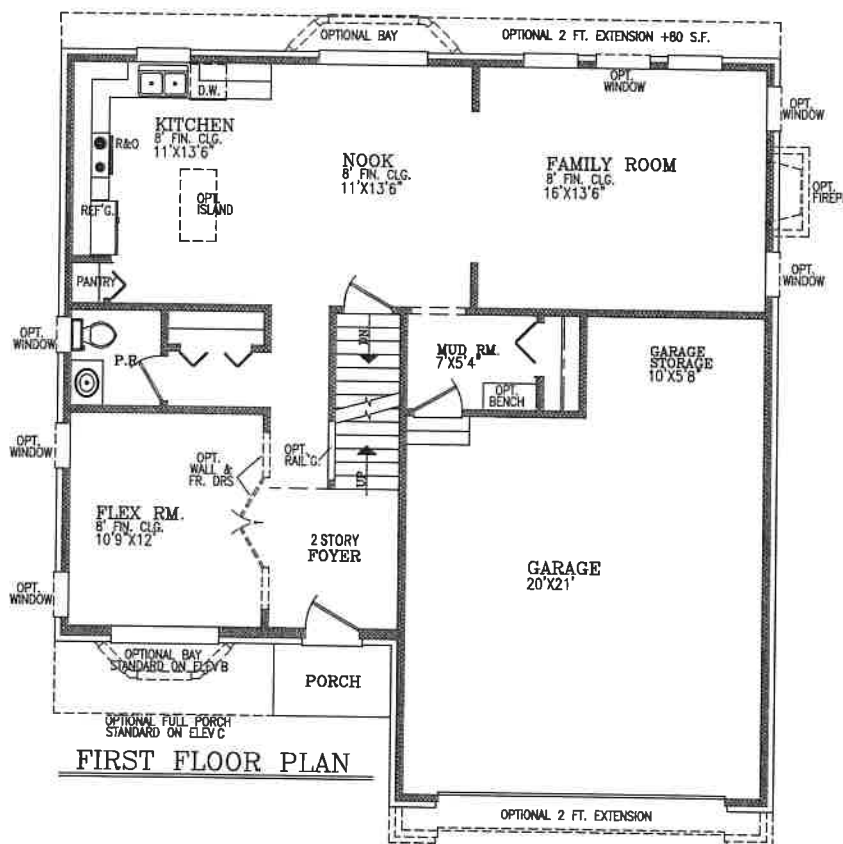 OPTIONAL BAY
OPTIONAL 2 FT. EXTENSION +80 S.F.
D.W.
OPT.
WINDOW
OPT.
WINDOW
KITCHEN
8' FIN. CLG.
11'X13'6"
R&O
NOOK
8' FIN. CLG.
11'X13'6"
FAMILY ROOM
8' FIN. CLG.
16'X13'6"
OPT.
ISLAND
REF'G.
OPT.
FIREPL
PANTRY
OPT.
WINDOW
OPT.
WINDOW
P.R.
DN
MUD RM.
7'X5'4"
GARAGE
STORAGE
10'X5'8"
OPT.
BENCH
OPT.
WINDOW
OPT.
WALL &
FR. DRS
OPT.
RAIL'G.
UP
FLEX RM.
8' FIN. CLG.
10'9"X12'
2 STORY
FOYER
GARAGE
20'X21'
OPT.
WINDOW
OPTIONAL BAY
STANDARD ON ELEV B
PORCH
OPTIONAL FULL PORCH
STANDARD ON ELEV C
FIRST FLOOR PLAN
OPTIONAL 2 FT. EXTENSION